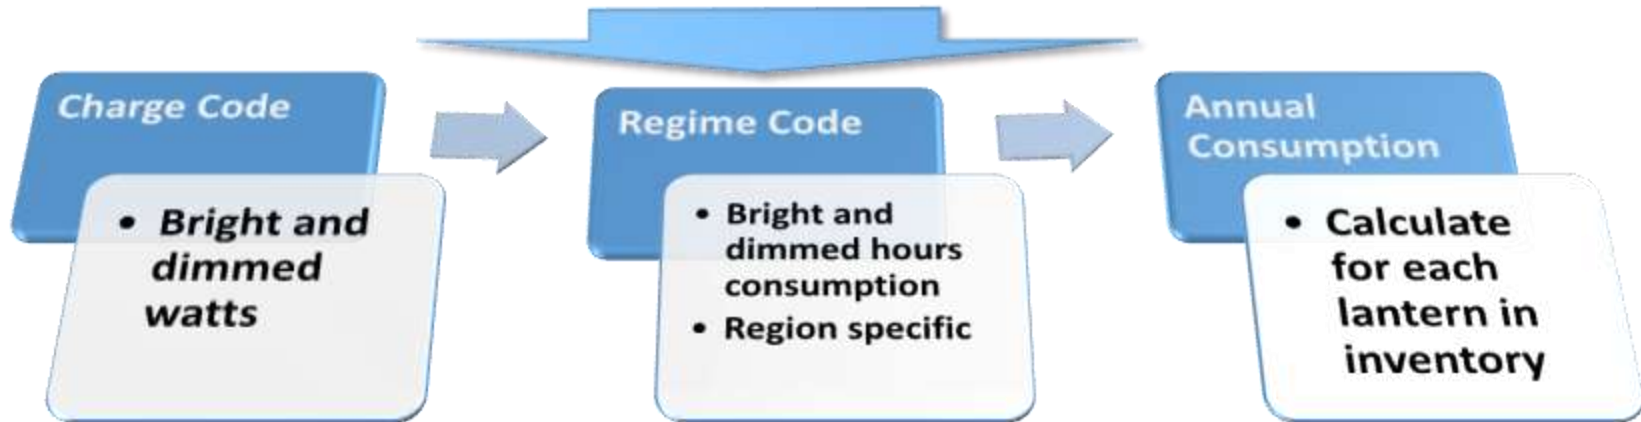 Charge Code
• Bright and
dimmed
watts
Regime Code
• Bright and
dimmed hours
consumption
• Region specific
Annual
Consumption
• Calculate
for each
lantern in
inventory